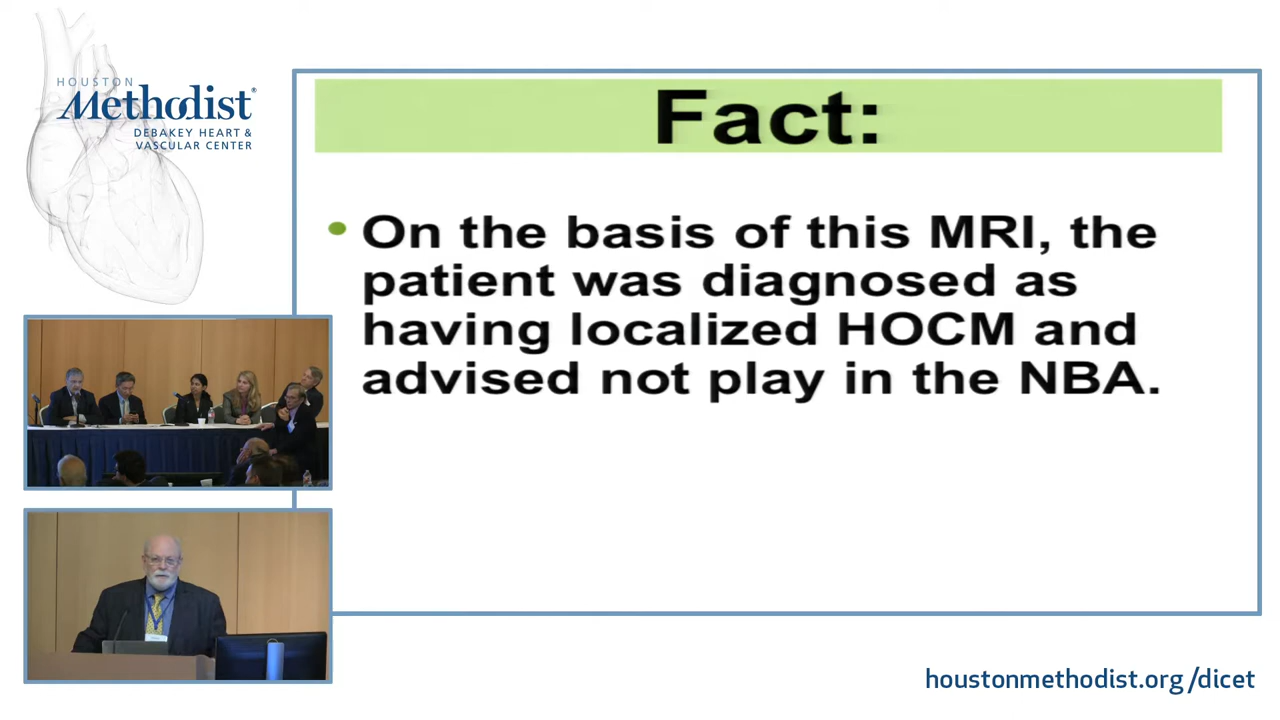 HOUSTON
Methodist®
DEBAKEY HEART &
VASCULAR CENTER
Fact:
• On the basis of this MRI, the
patient was diagnosed as
having localized HOCM and
advised not play in the NBA.
houstonmethodist.org/dicet